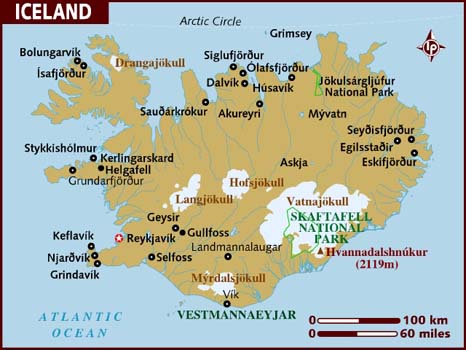 ICELAND
Arctic Circle
Grimsey
Bolungarvík
Ísafjörður
Drangajökull
Siglufjörður
Ólafsfjörður
Dalvík
Húsavík
Jökulsárgljúfur
National Park
Sauðárkrókur
Akureyri
Mývatn
Seyðisfjörður
Egilsstaðir
Eskifjörður
Stykkishólmur
Kerlingarskard
Helgafell
Grundarfjörður
Askja
Hofsjökull
Langjökull
Vatnajökull
SKAFTAFELL
NATIONAL
PARK
Geysir
Gullfoss
Keflavík
Reykjavík
Landmannalaugar
Hvannadalshnúkur
(2119m)
Njarðvík
Selfoss
Grindavík
Mýrdalsjökull
Vík
VESTMANNAEYJAR
ATLANTIC
OCEAN
0 100 km
0 60 miles
lp